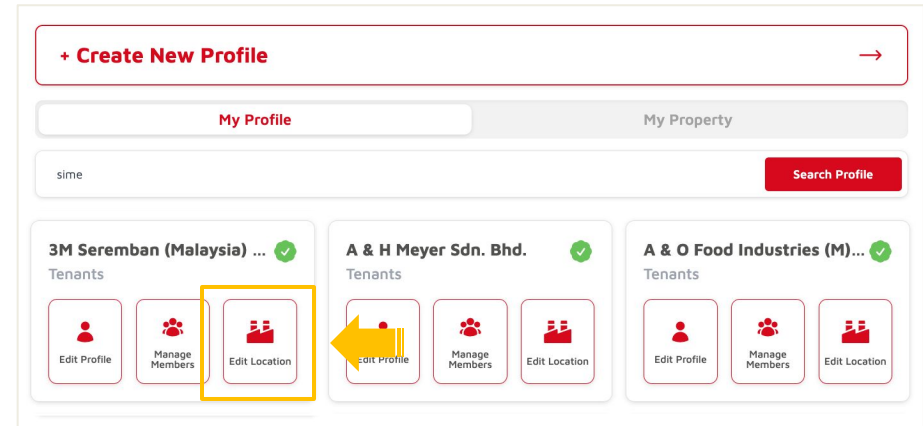 + Create New Profile
My Profile
My Property
sime
Search Profile
3M Seremban (Malaysia) ...
Tenants
Edit Profile
Manage
Members
Edit Location
A & H Meyer Sdn. Bhd.
Tenants
Edit Profile
Manage
Members
Edit Location
A & O Food Industries (M)...
Tenants
Edit Profile
Manage
Members
Edit Location